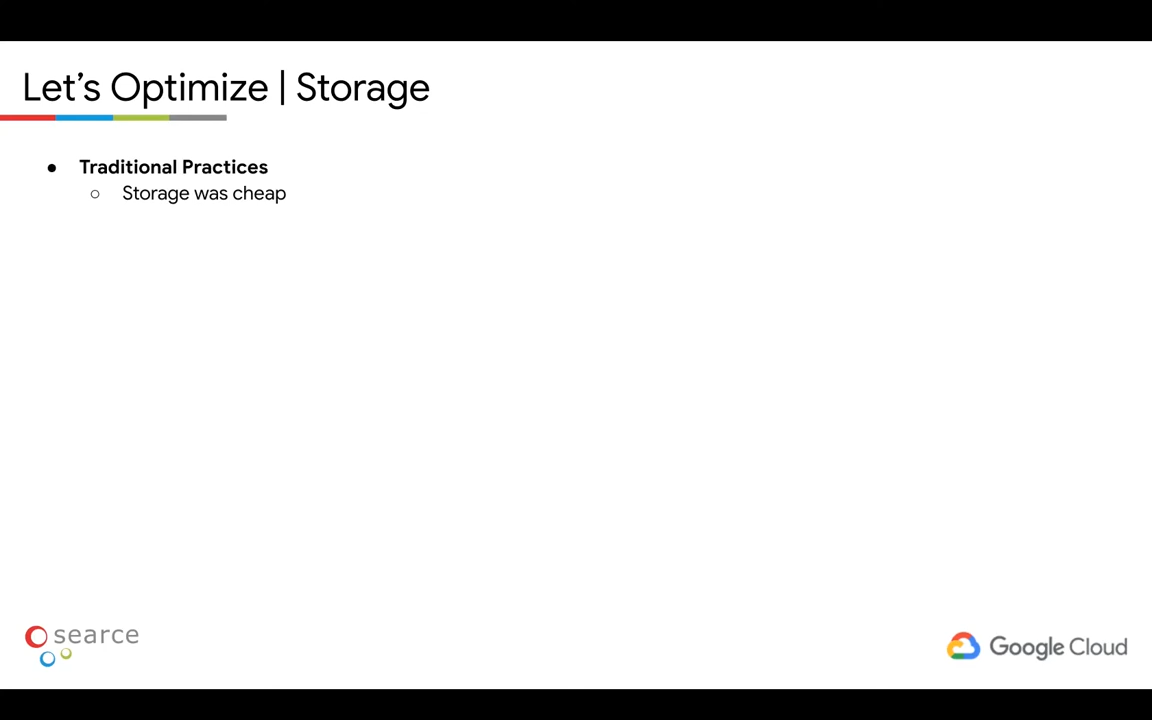 Let's Optimize | Storage
● Traditional Practices
○ Storage was cheap
searce
Google Cloud